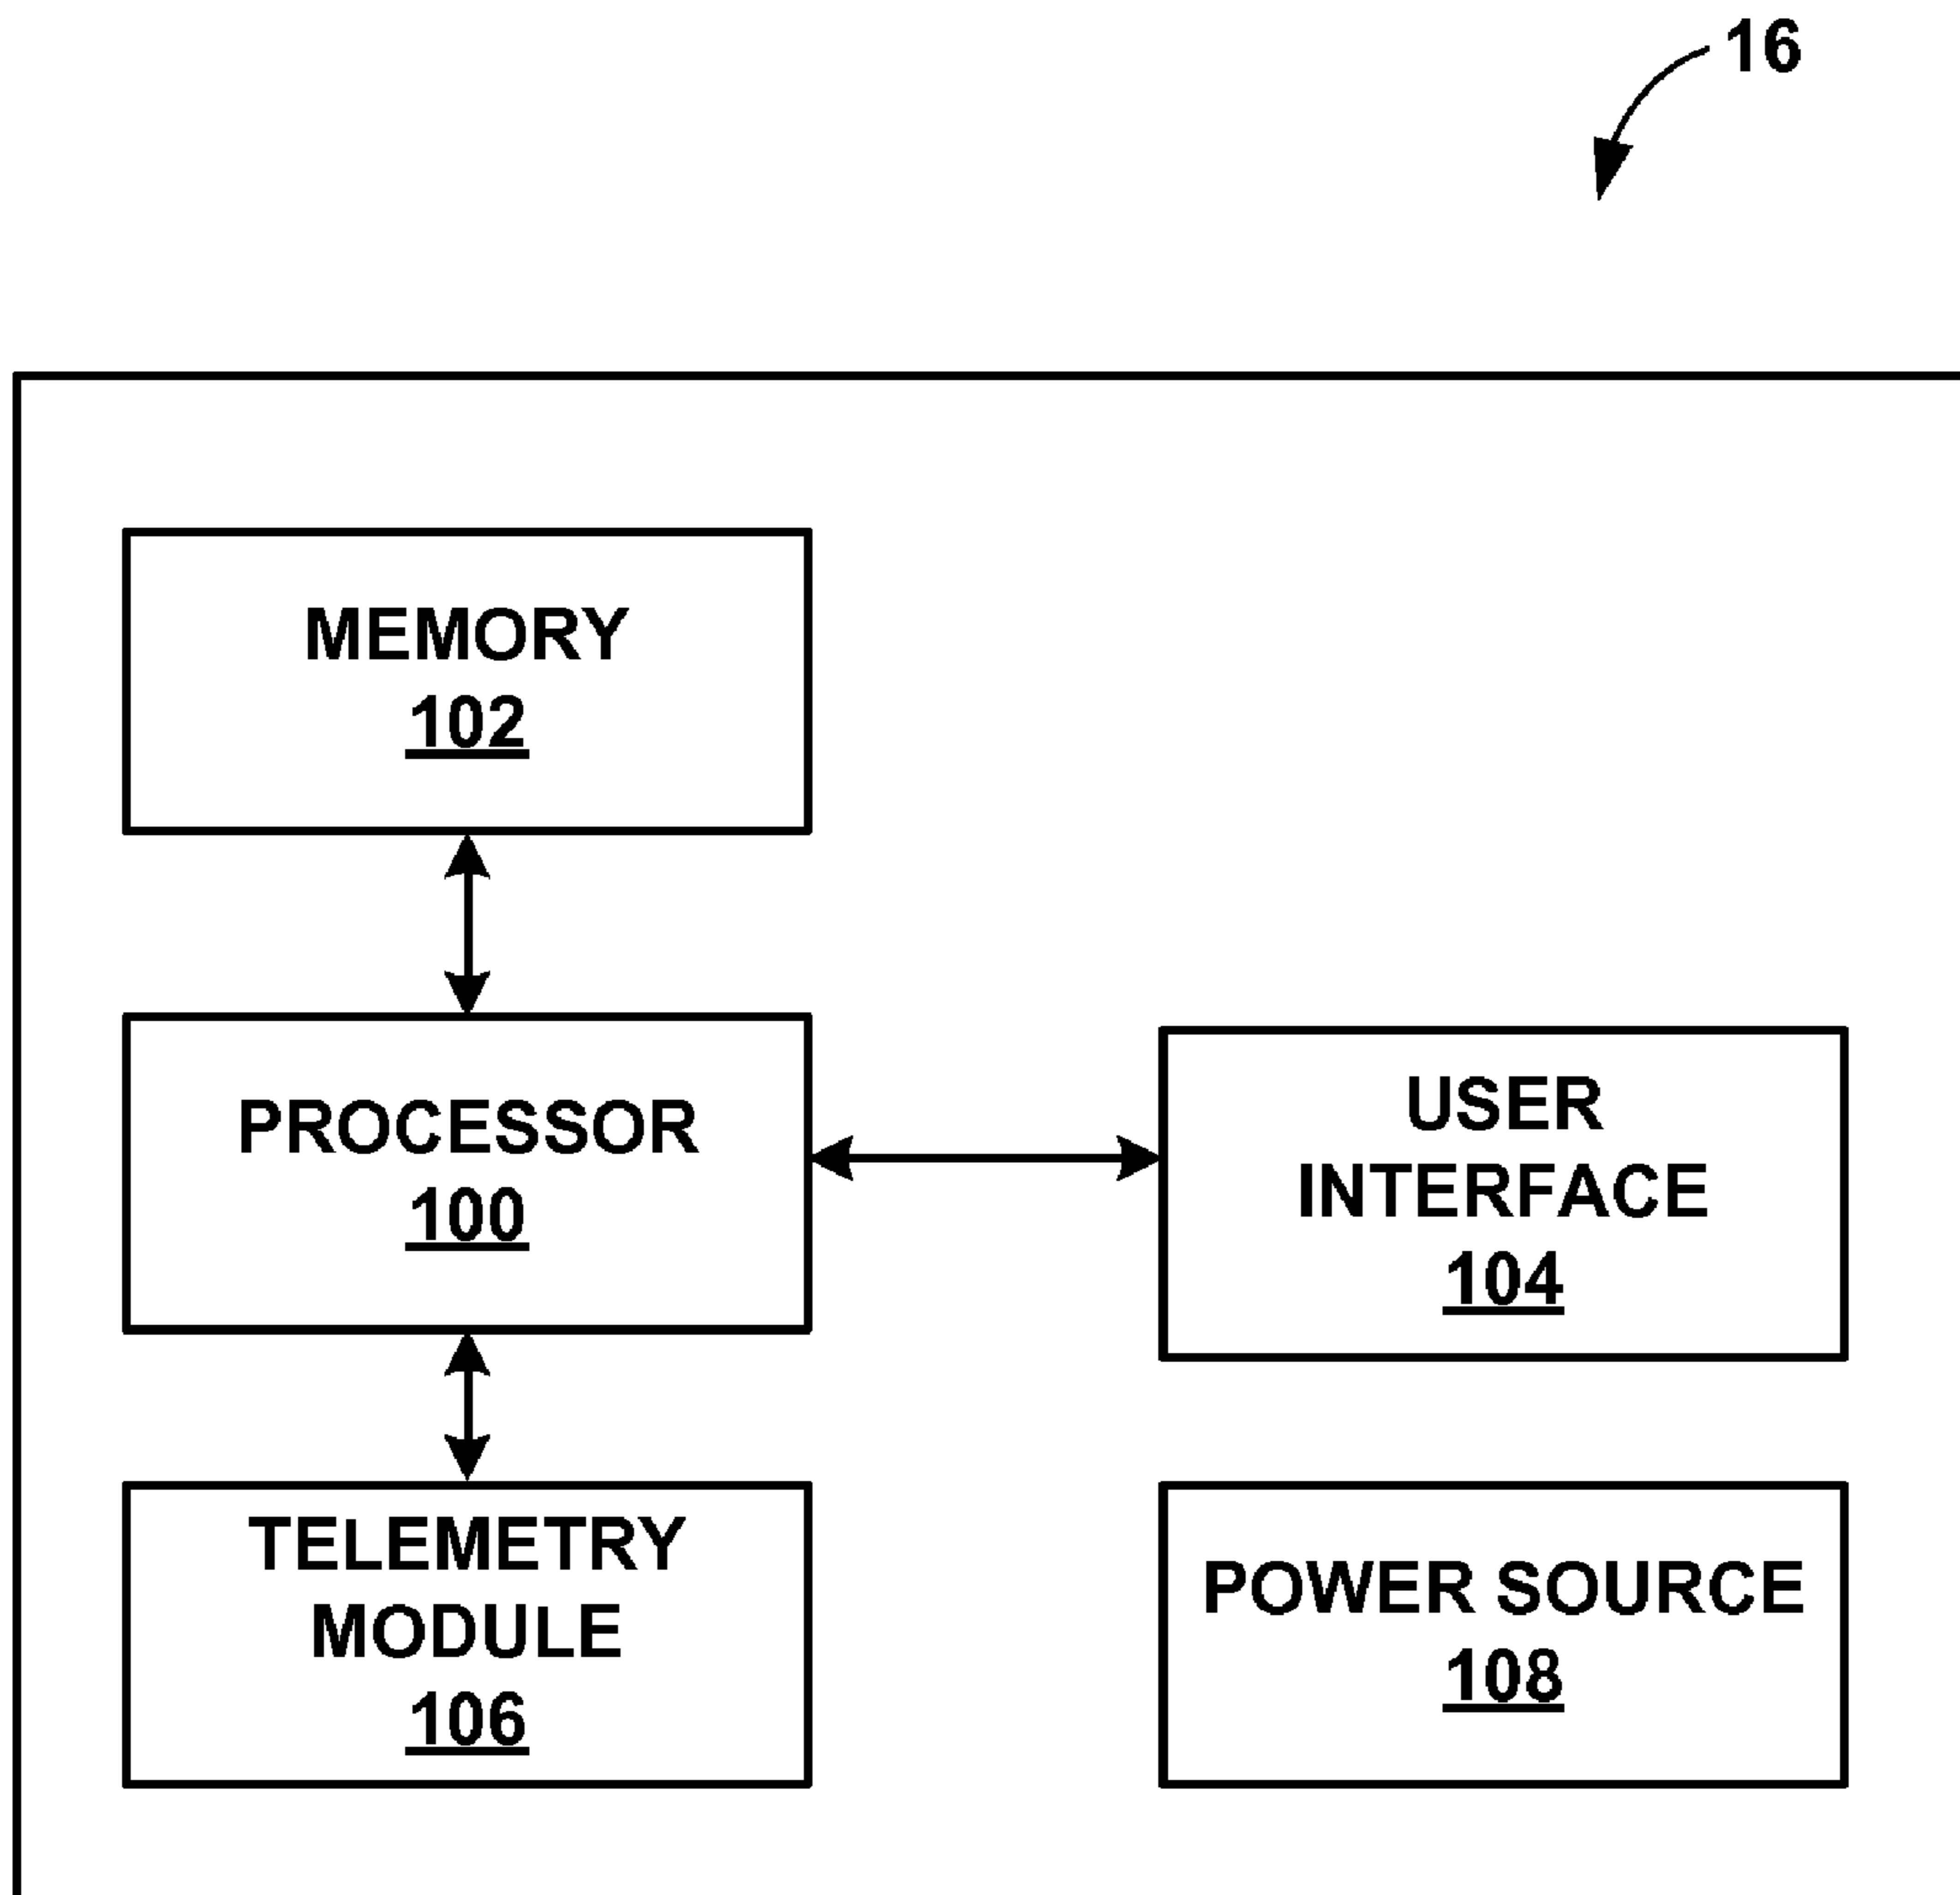 16
MEMORY
102
PROCESSOR
100
USER
INTERFACE
104
TELEMETRY
MODULE
106
POWER SOURCE
108